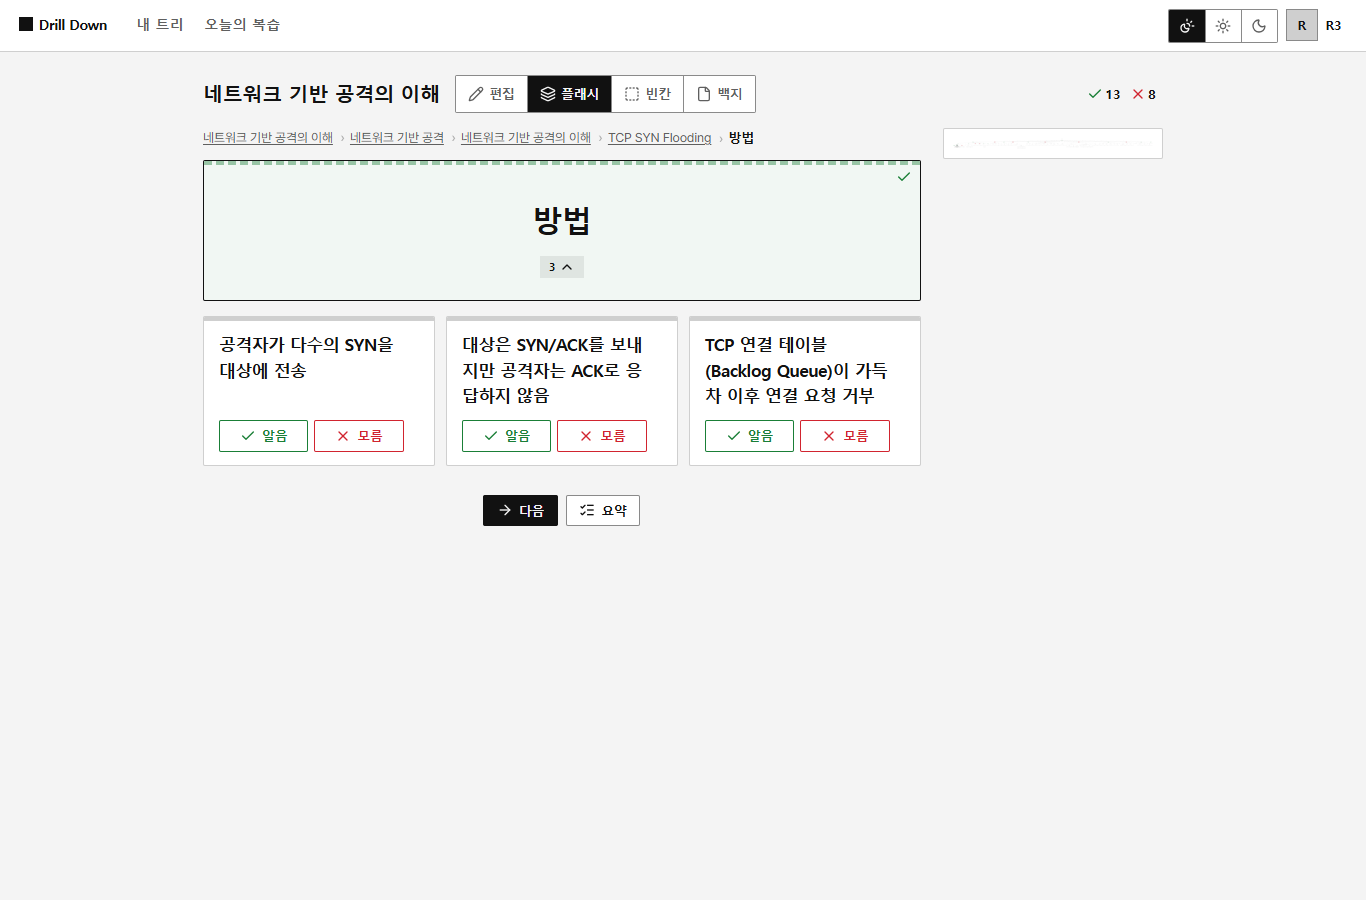 Drill Down 내 트리 오늘의 복습 R R3
네트워크 기반 공격의 이해 편집 플래시 빈칸 백지 13 8
네트워크 기반 공격의 이해 › 네트워크 기반 공격 › 네트워크 기반 공격의 이해 › TCP SYN Flooding › 방법
방법
3
공격자가 다수의 SYN을
대상에 전송
알음 모름
대상은 SYN/ACK를 보내
지만 공격자는 ACK로 응
답하지 않음
알음 모름
TCP 연결 테이블
(Backlog Queue)이 가득
차 이후 연결 요청 거부
알음 모름
다음 요약